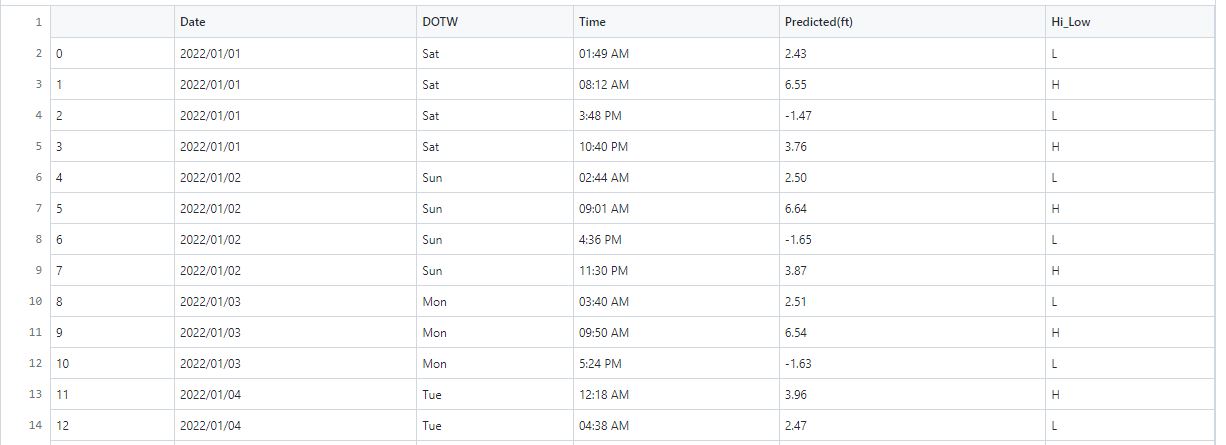 1 Date DOTW Time Predicted(ft) Hi_Low
2 0 2022/01/01 Sat 01:49 AM 2.43 L
3 1 2022/01/01 Sat 08:12 AM 6.55 H
4 2 2022/01/01 Sat 3:48 PM -1.47 L
5 3 2022/01/01 Sat 10:40 PM 3.76 H
6 4 2022/01/02 Sun 02:44 AM 2.50 L
7 5 2022/01/02 Sun 09:01 AM 6.64 H
8 6 2022/01/02 Sun 4:36 PM -1.65 L
9 7 2022/01/02 Sun 11:30 PM 3.87 H
10 8 2022/01/03 Mon 03:40 AM 2.51 L
11 9 2022/01/03 Mon 09:50 AM 6.54 H
12 10 2022/01/03 Mon 5:24 PM -1.63 L
13 11 2022/01/04 Tue 12:18 AM 3.96 H
14 12 2022/01/04 Tue 04:38 AM 2.47 L